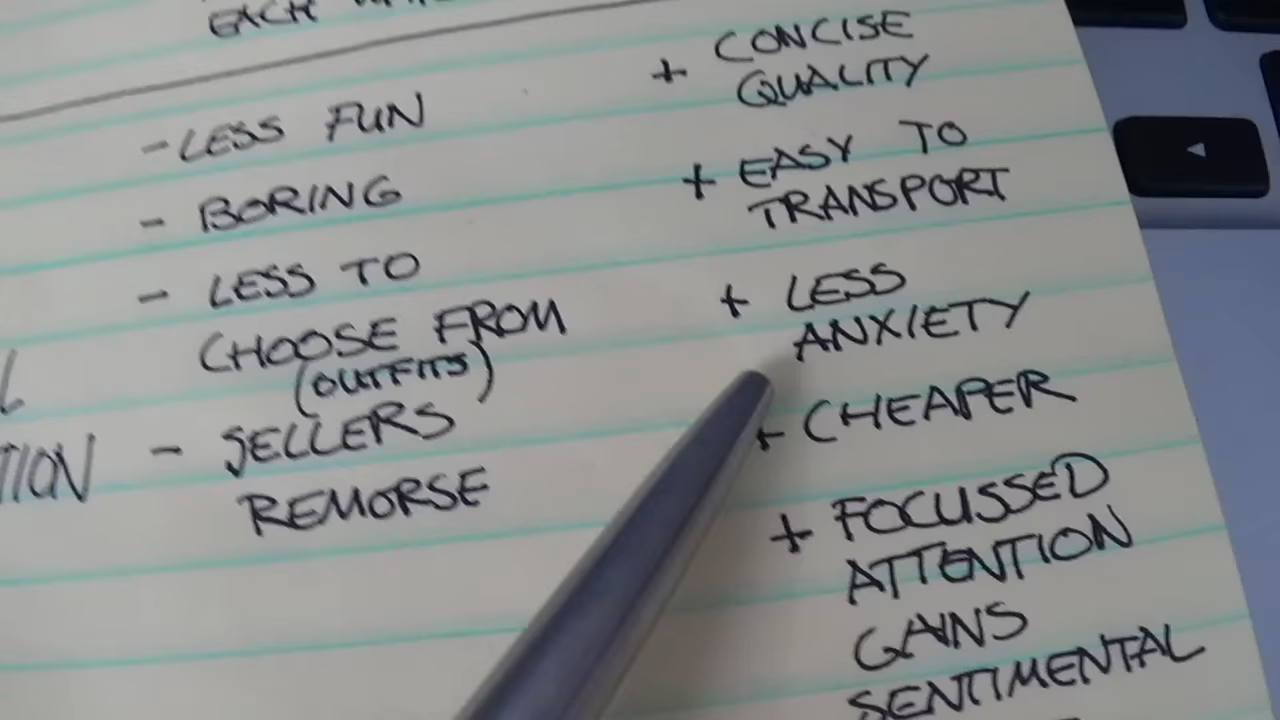 EACH
- LESS FUN
- BORING
- LESS TO
CHOOSE FROM
(OUTFITS)
- SELLERS
REMORSE
+ CONCISE
QUALITY
+ EASY TO
TRANSPORT
+ LESS
ANXIETY
+ CHEAPER
+ FOCUSSED
ATTENTION
GAINS
SENTIMENTAL